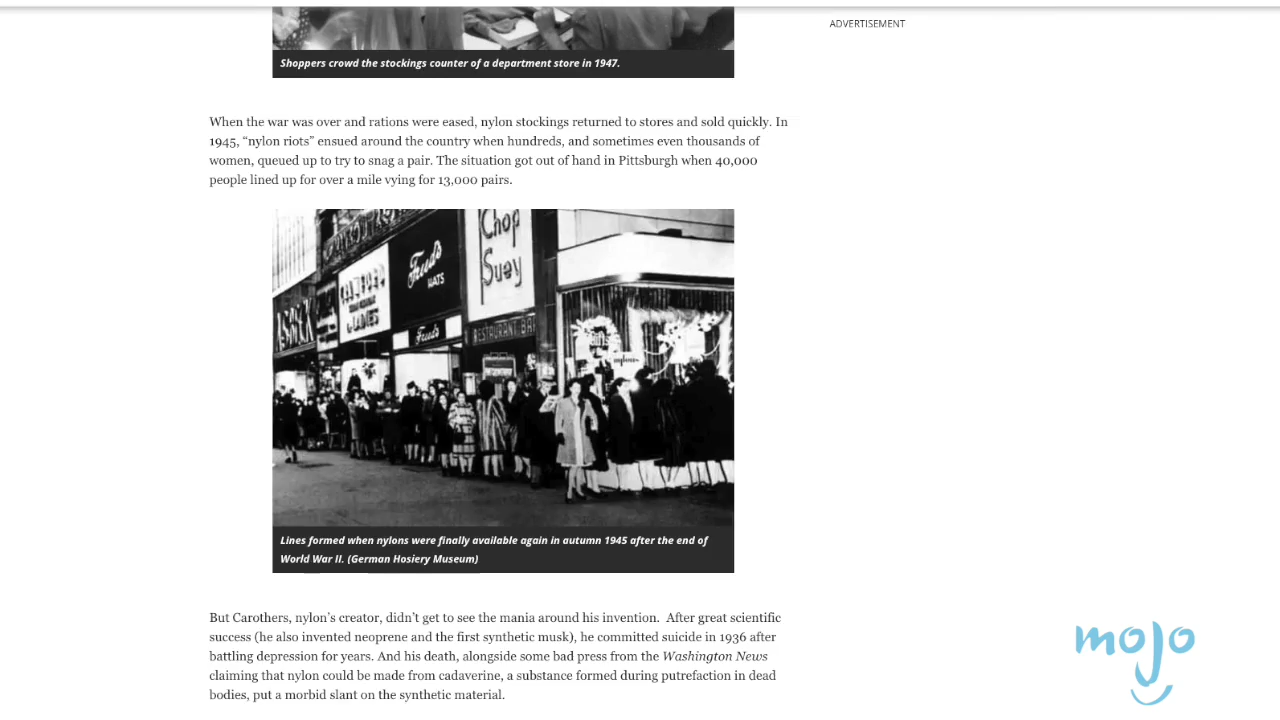 ADVERTISEMENT
Shoppers crowd the stockings counter of a department store in 1947.
When the war was over and rations were eased, nylon stockings returned to stores and sold quickly. In
1945, “nylon riots” ensued around the country when hundreds, and sometimes even thousands of
women, queued up to try to snag a pair. The situation got out of hand in Pittsburgh when 40,000
people lined up for over a mile vying for 13,000 pairs.
Chop
Suey
Fred's
HATS
LADIES
Fred's
RESTAURANT BAR
nylons
Lines formed when nylons were finally available again in autumn 1945 after the end of
World War II. (German Hosiery Museum)
But Carothers, nylon’s creator, didn’t get to see the mania around his invention.  After great scientific
success (he also invented neoprene and the first synthetic musk), he committed suicide in 1936 after
battling depression for years. And his death, alongside some bad press from the Washington News
claiming that nylon could be made from cadaverine, a substance formed during putrefaction in dead
bodies, put a morbid slant on the synthetic material.
mojo